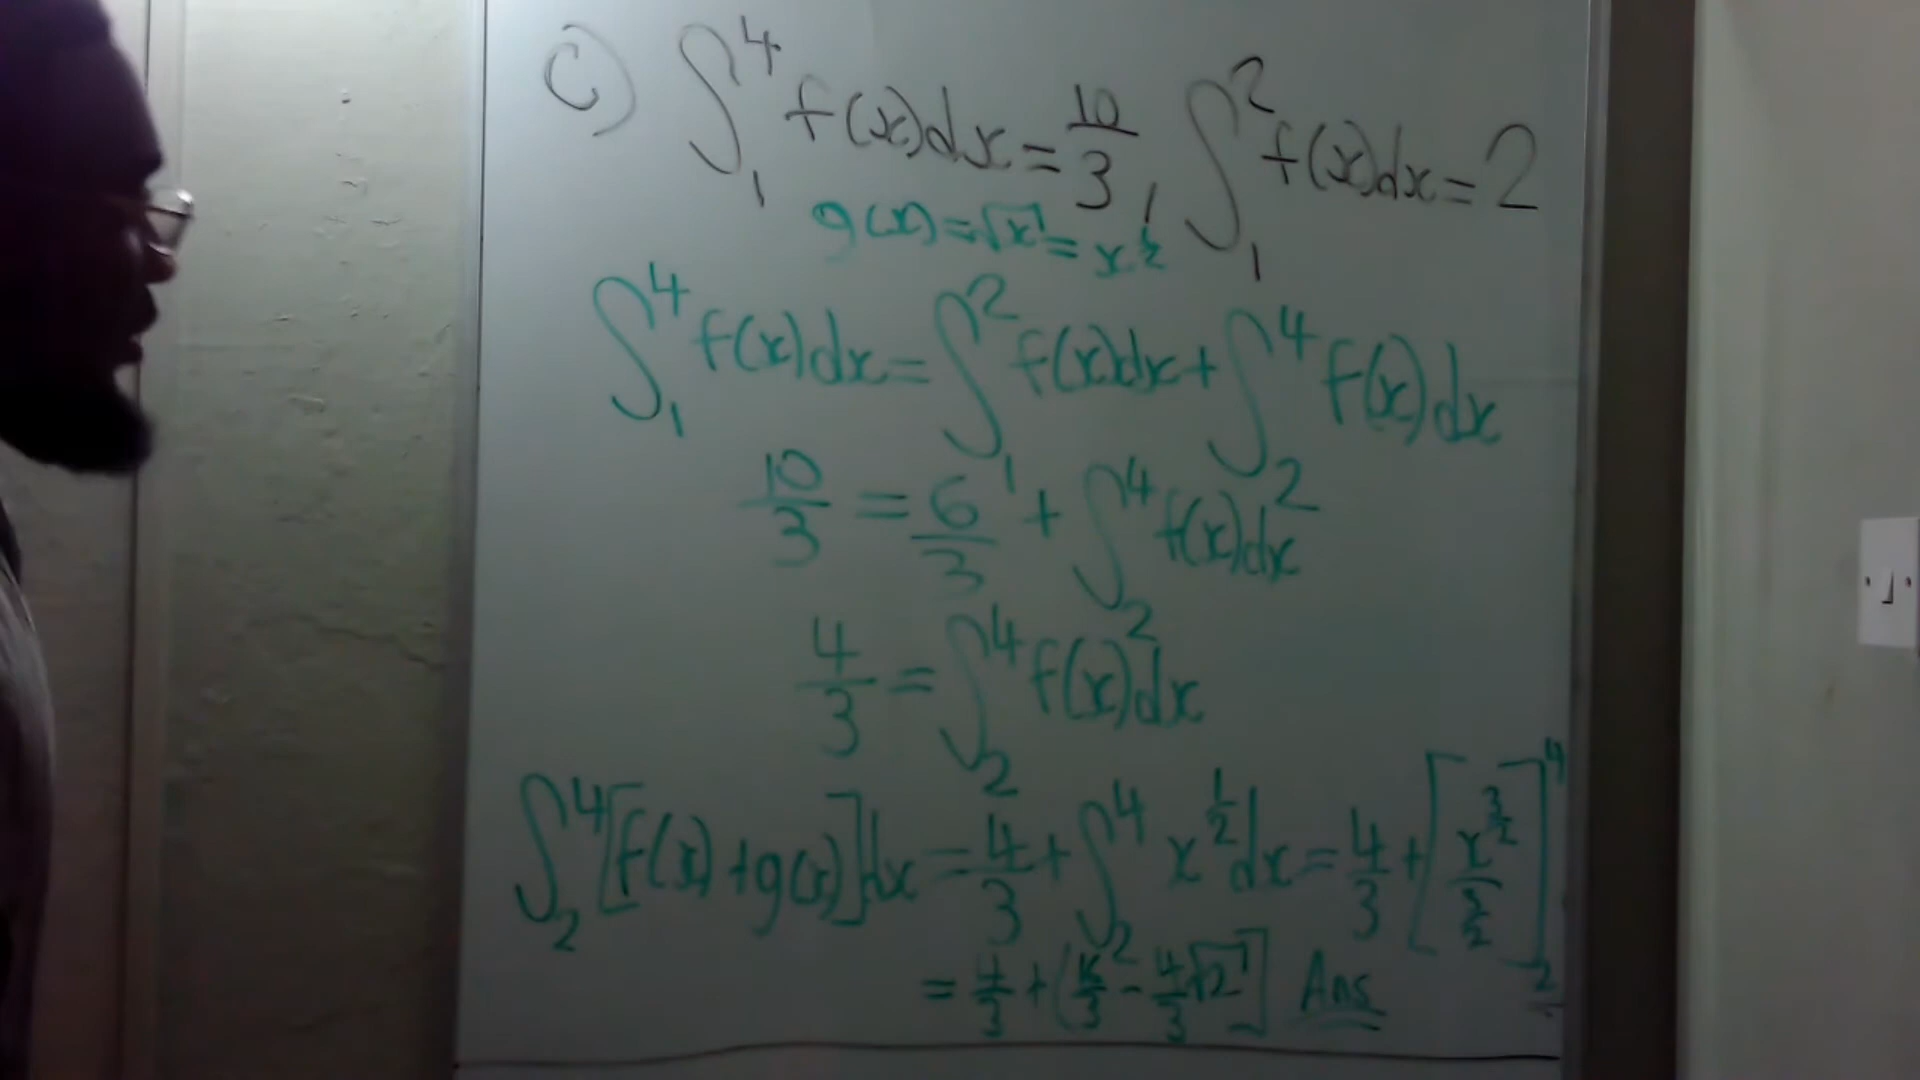 c) ∫₁⁴ f(x)dx = 10/3, ∫₁² f(x)dx = 2
g(x) = √x = x^½
∫₁⁴ f(x)dx = ∫₁² f(x)dx + ∫₂⁴ f(x)dx
10/3 = 6/3 + ∫₂⁴ f(x)dx
4/3 = ∫₂⁴ f(x)dx
∫₂⁴ [f(x) + g(x)]dx = 4/3 + ∫₂⁴ x^½ dx = 4/3 + [x^(3/2) / (3/2)]₂⁴
= 4/3 + [16/3 - 4/3 √2] Ans